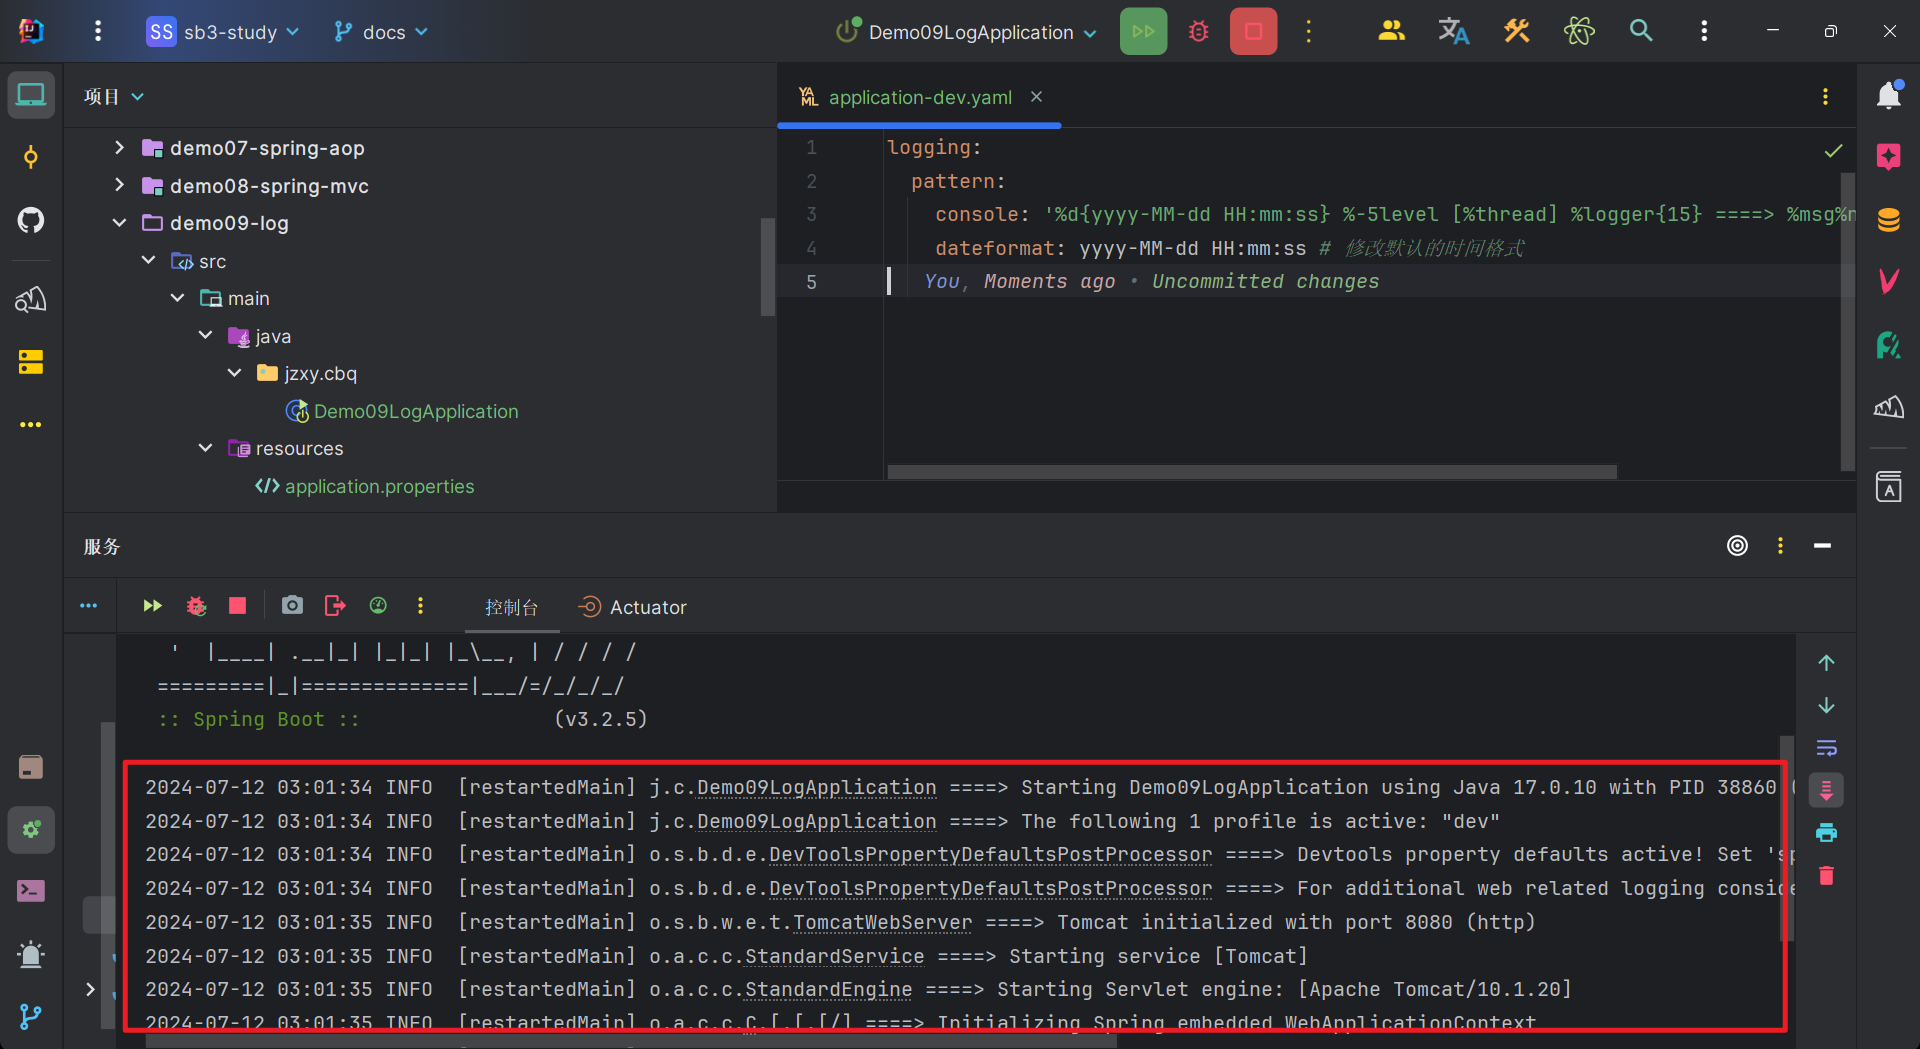 SS sb3-study docs Demo09LogApplication
项目
demo07-spring-aop
demo08-spring-mvc
demo09-log
src
main
java
jzxy.cbq
Demo09LogApplication
resources
application.properties
YAML application-dev.yaml
1 logging:
2 pattern:
3 console: '%d{yyyy-MM-dd HH:mm:ss} %-5level [%thread] %logger{15} ====> %msg%n
4 dateformat: yyyy-MM-dd HH:mm:ss # 修改默认的时间格式
5 You, Moments ago • Uncommitted changes
服务
控制台 Actuator
' |____| .__|_| |_|_| |_\__, | / / / /
=========|_|==============|___/=/_/_/_/
:: Spring Boot :: (v3.2.5)
2024-07-12 03:01:34 INFO [restartedMain] j.c.Demo09LogApplication ====> Starting Demo09LogApplication using Java 17.0.10 with PID 38860
2024-07-12 03:01:34 INFO [restartedMain] j.c.Demo09LogApplication ====> The following 1 profile is active: "dev"
2024-07-12 03:01:34 INFO [restartedMain] o.s.b.d.e.DevToolsPropertyDefaultsPostProcessor ====> Devtools property defaults active! Set 'sp
2024-07-12 03:01:34 INFO [restartedMain] o.s.b.d.e.DevToolsPropertyDefaultsPostProcessor ====> For additional web related logging conside
2024-07-12 03:01:35 INFO [restartedMain] o.s.b.w.e.t.TomcatWebServer ====> Tomcat initialized with port 8080 (http)
2024-07-12 03:01:35 INFO [restartedMain] o.a.c.c.StandardService ====> Starting service [Tomcat]
2024-07-12 03:01:35 INFO [restartedMain] o.a.c.c.StandardEngine ====> Starting Servlet engine: [Apache Tomcat/10.1.20]
2024-07-12 03:01:35 INFO [restartedMain] o.a.c.c.C.[.[.[/] ====> Initializing Spring embedded WebApplicationContext